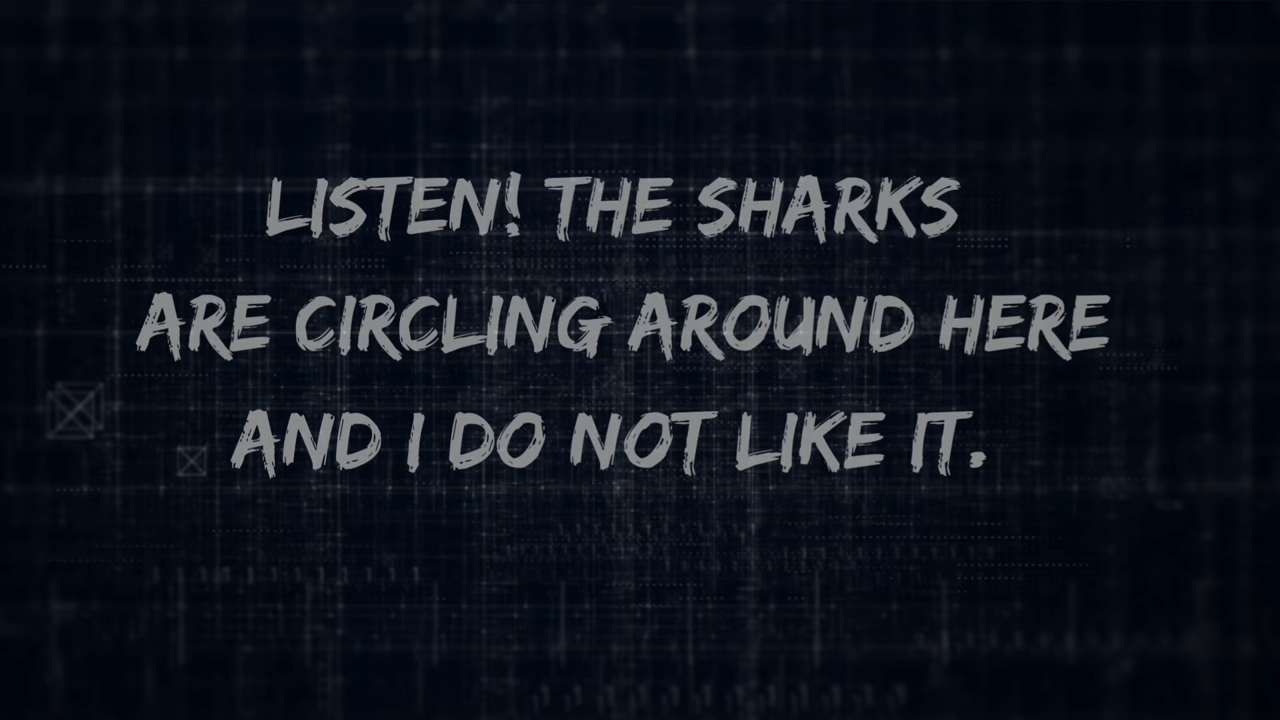 LISTEN! THE SHARKS
ARE CIRCLING AROUND HERE
AND I DO NOT LIKE IT.